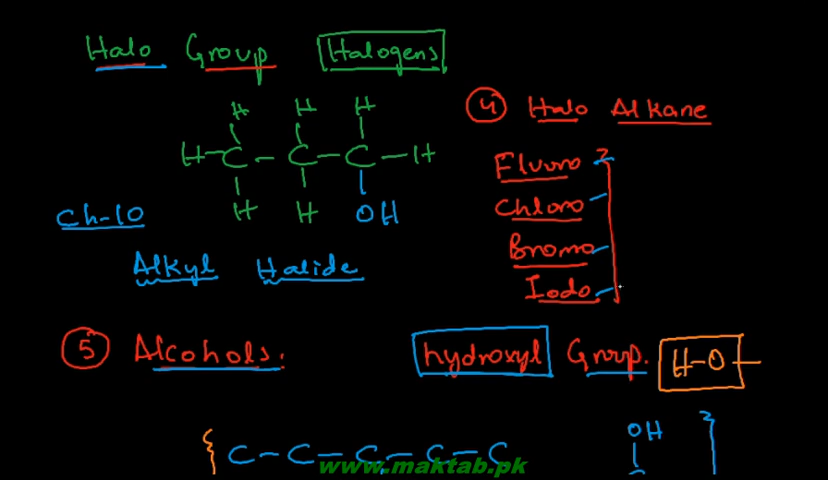 Halo Group Halogens
④ Halo Alkane
H H H
H-C-C-C-H
H H OH
Fluoro
Chloro
Bromo
Iodo
Ch-10
Alkyl Halide
⑤ Alcohols. hydroxyl Group. H-O-
OH
C-C-C-C-C
www.maktab.pk